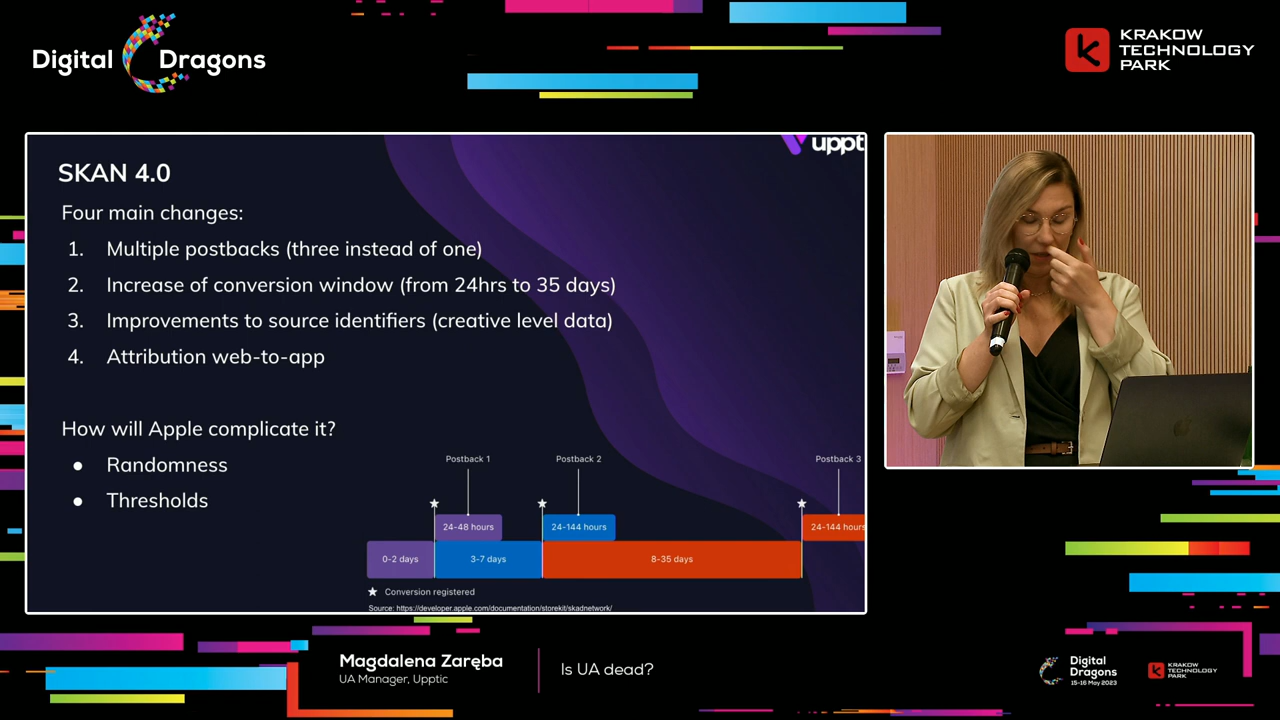 Digital Dragons
KRAKOW
TECHNOLOGY
PARK
uppt
SKAN 4.0
Four main changes:
1. Multiple postbacks (three instead of one)
2. Increase of conversion window (from 24hrs to 35 days)
3. Improvements to source identifiers (creative level data)
4. Attribution web-to-app
How will Apple complicate it?
● Randomness
● Thresholds
Postback 1
Postback 2
Postback 3
24-48 hours
24-144 hours
24-144 hours
0-2 days
3-7 days
8-35 days
Conversion registered
Source: https://developer.apple.com/documentation/storekit/skadnetwork/
Magdalena Zaręba
UA Manager, Upptic
Is UA dead?
Digital
Dragons
15-16 May 2023
KRAKOW
TECHNOLOGY
PARK